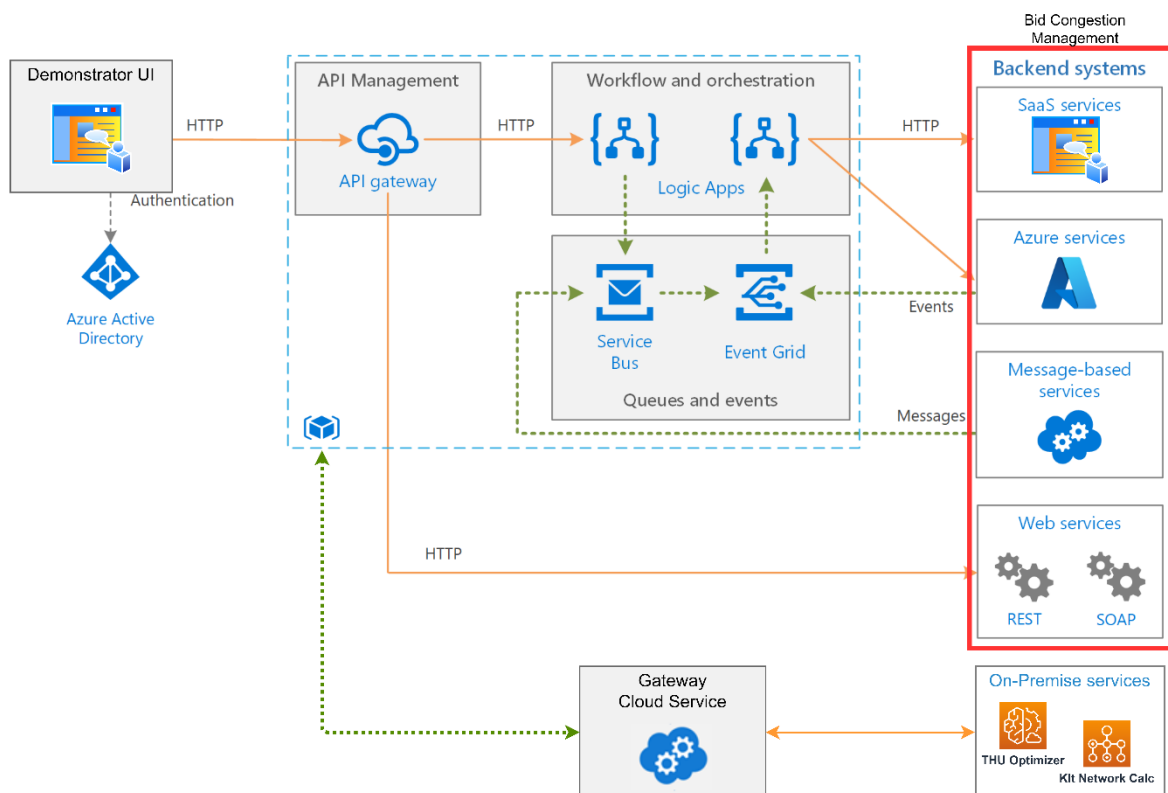 Bid Congestion
Management
Demonstrator UI
API Management
Workflow and orchestration
Backend systems
SaaS services
HTTP
HTTP
HTTP
API gateway
Logic Apps
Authentication
Azure Active
Directory
Azure services
Events
Service
Bus
Event Grid
Queues and events
Message-based
services
Messages
Web services
HTTP
REST
SOAP
Gateway
Cloud Service
On-Premise services
THU Optimizer
KIt Network Calc